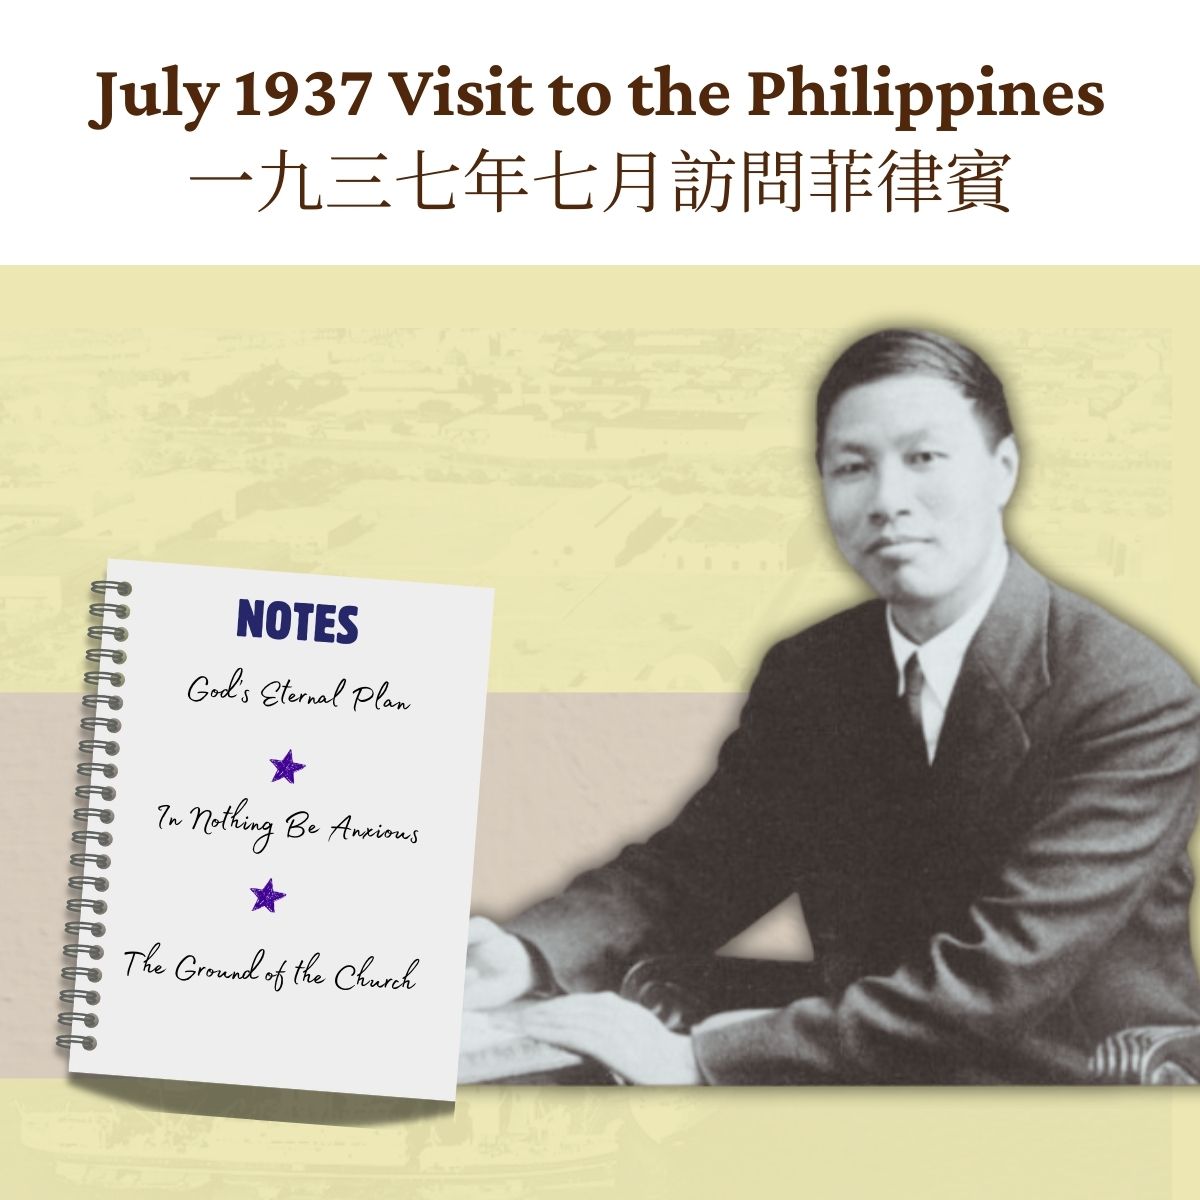 July 1937 Visit to the Philippines
一九三七年七月訪問菲律賓
NOTES
God's Eternal Plan
In Nothing Be Anxious
The Ground of the Church